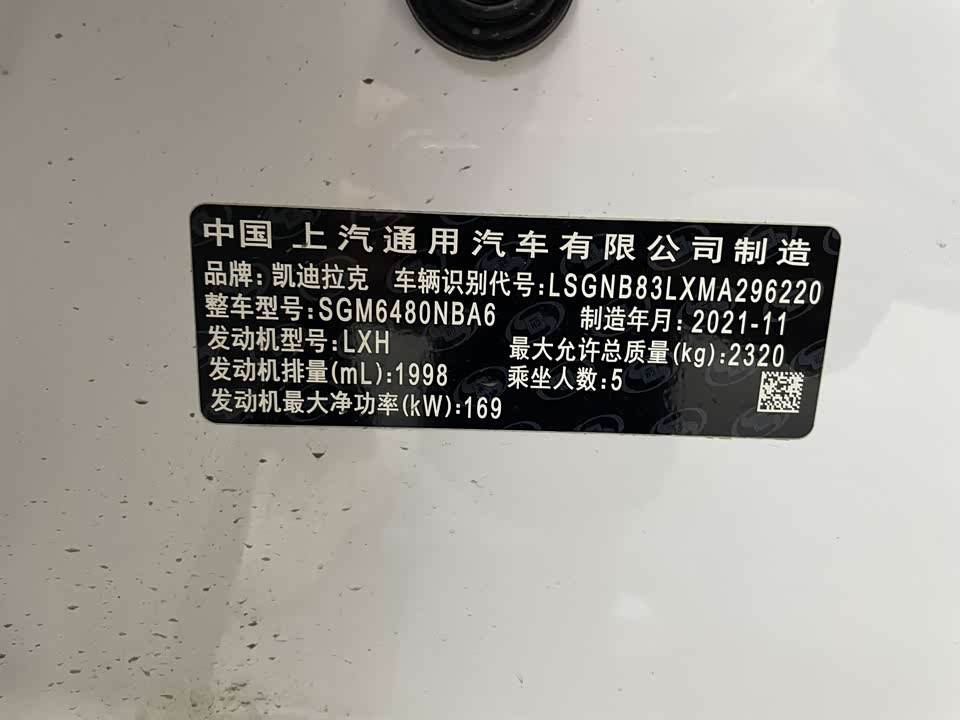 中国 上汽通用汽车有限公司制造
品牌: 凯迪拉克 车辆识别代号:LSGNB83LXMA296220
整车型号:SGM6480NBA6 制造年月: 2021-11
发动机型号: LXH 最大允许总质量(kg):2320
发动机排量(mL):1998 乘坐人数:5
发动机最大净功率(kW):169